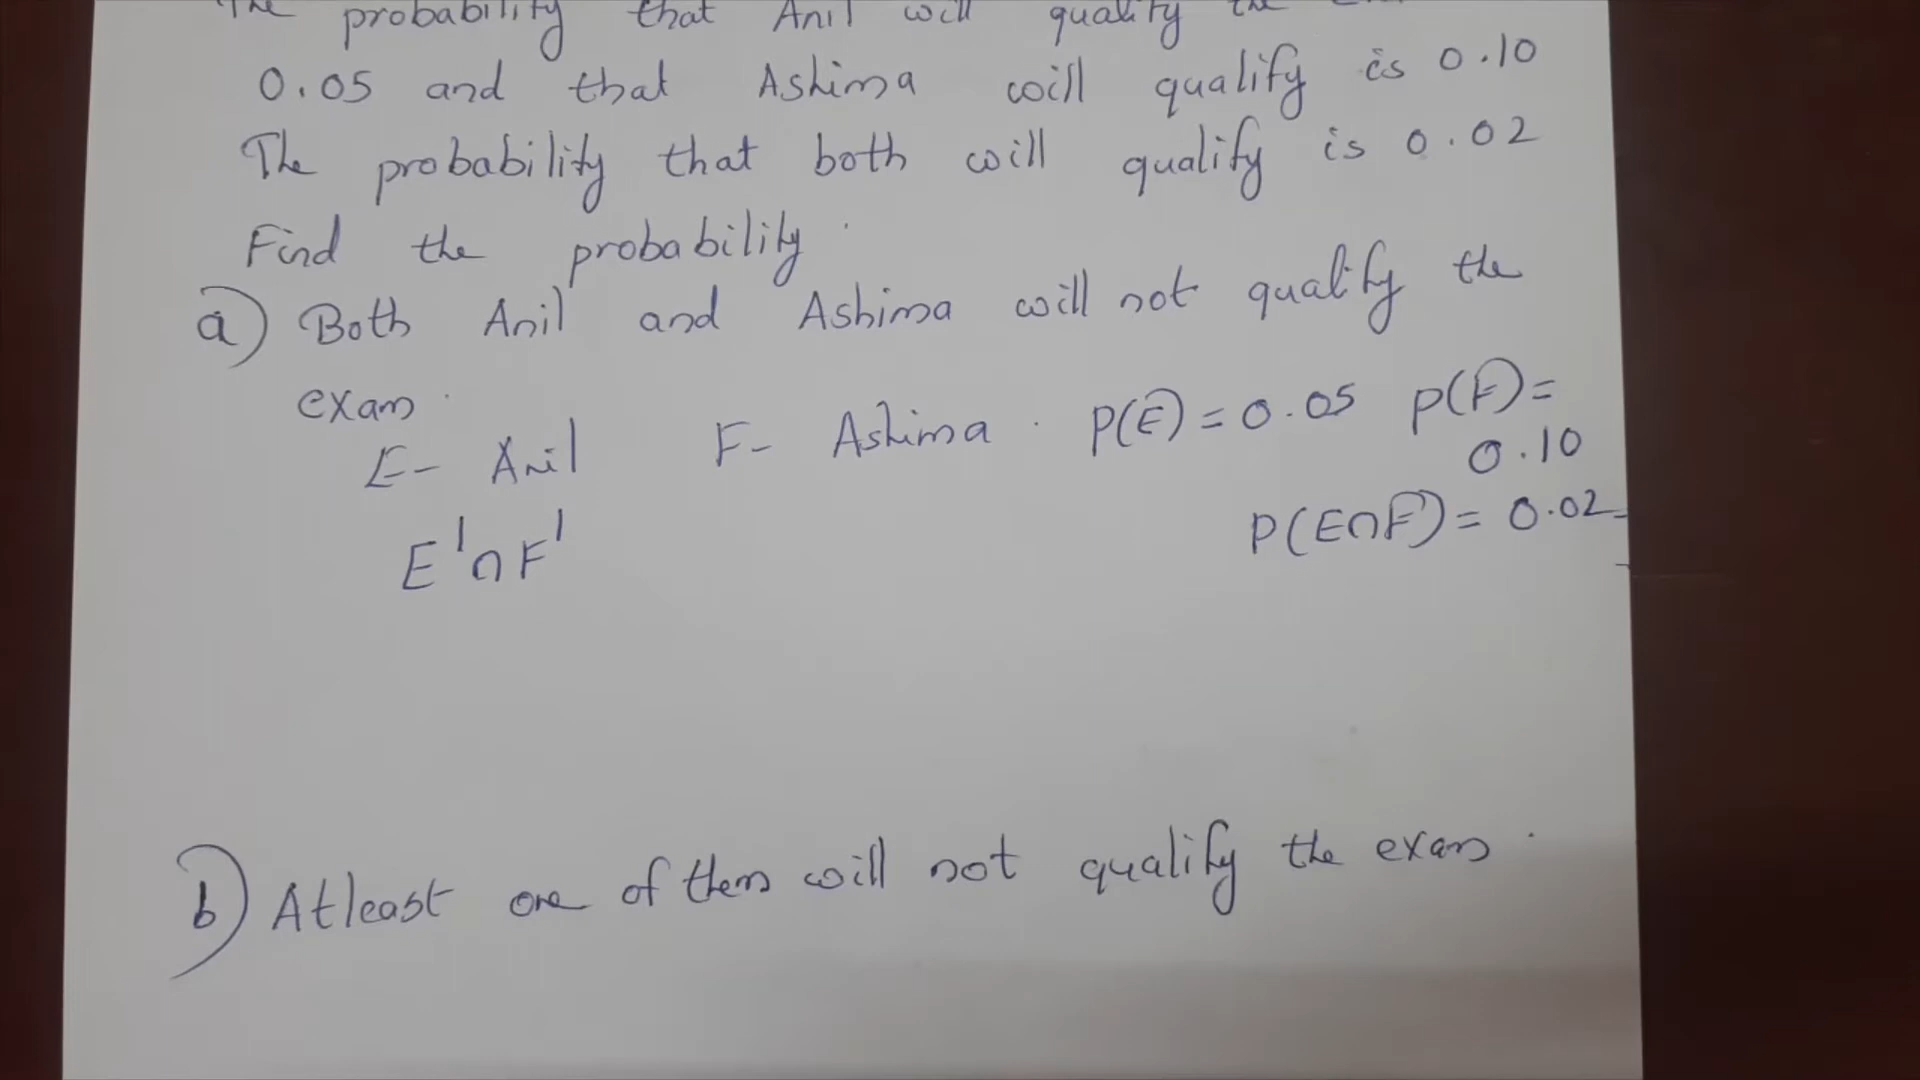 The probability that Anil will qualify the
0.05 and that Ashima will qualify is 0.10
The probability that both will qualify is 0.02
Find the probability
a) Both Anil and Ashima will not qualify the
exam.
E- Anil F- Ashima. P(E) = 0.05 P(F) =
0.10
E'∩F' P(E∩F) = 0.02
b) Atleast one of them will not qualify the exam.